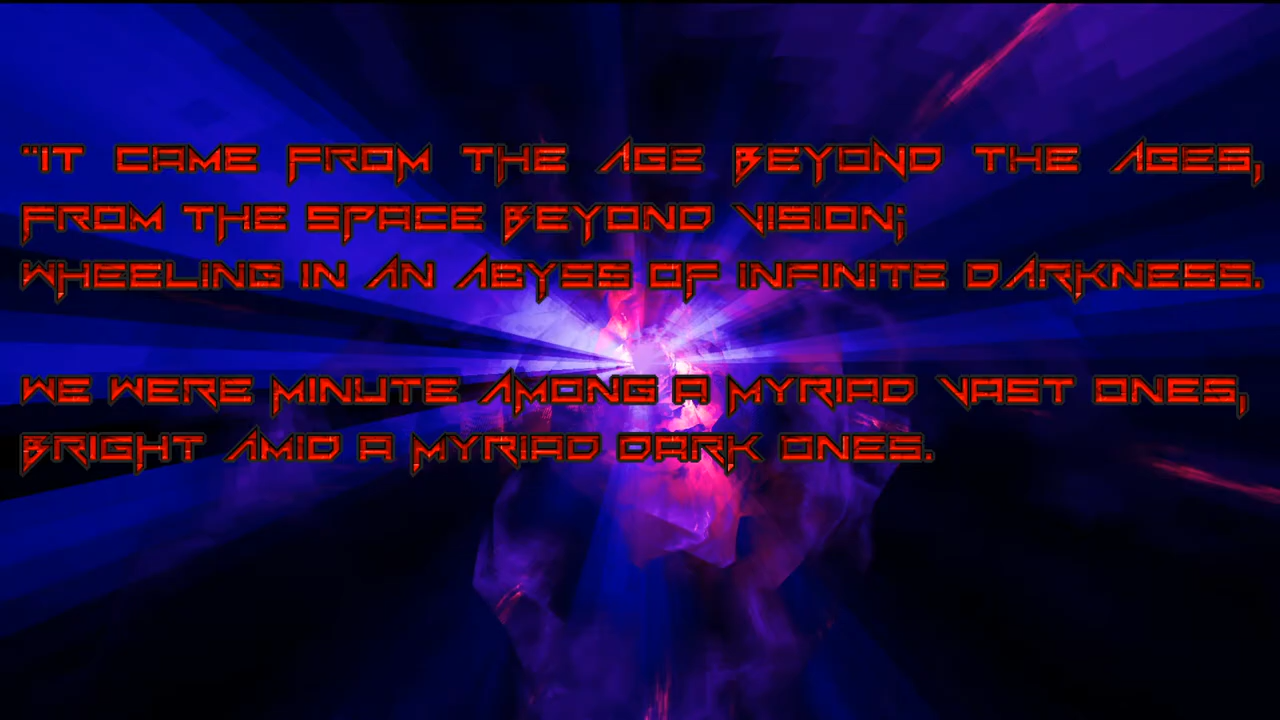 "IT CAME FROM THE AGE BEYOND THE AGES,
FROM THE SPACE BEYOND VISION;
WHEELING IN AN ABYSS OF INFINITE DARKNESS.
WE WERE MINUTE AMONG A MYRIAD VAST ONES,
BRIGHT AMID A MYRIAD DARK ONES.